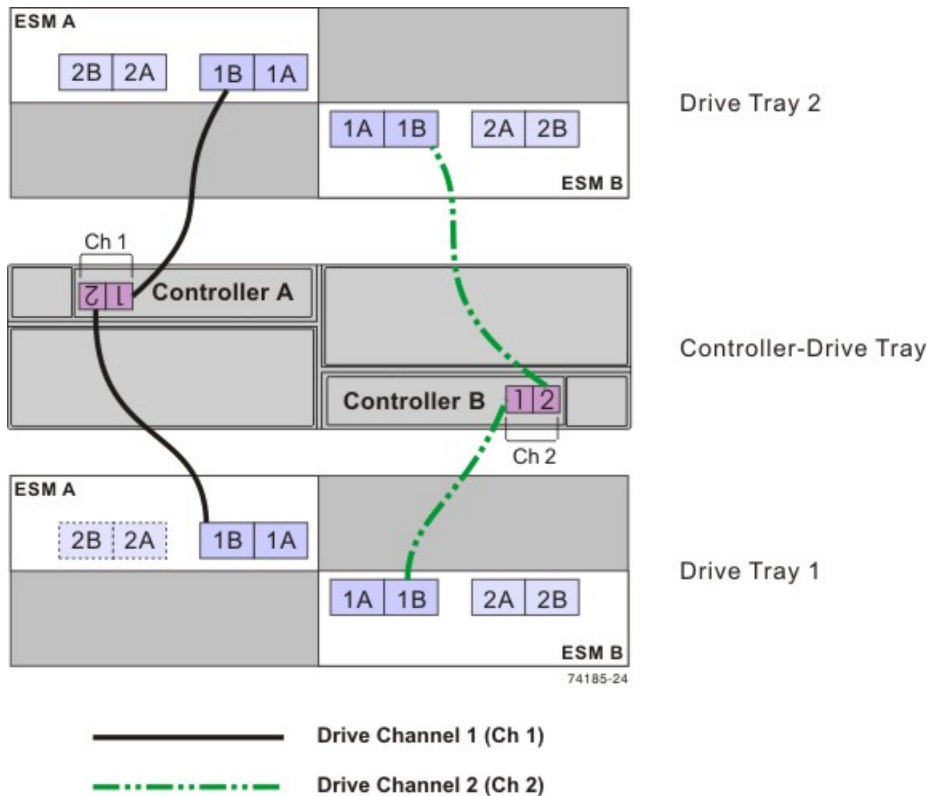 ESM A
2B 2A 1B 1A
Drive Tray 2
1A 1B 2A 2B
ESM B
Ch 1
2 1 Controller A
Controller-Drive Tray
Controller B 1 2
Ch 2
ESM A
2B 2A 1B 1A
Drive Tray 1
1A 1B 2A 2B
ESM B
74185-24
Drive Channel 1 (Ch 1)
Drive Channel 2 (Ch 2)